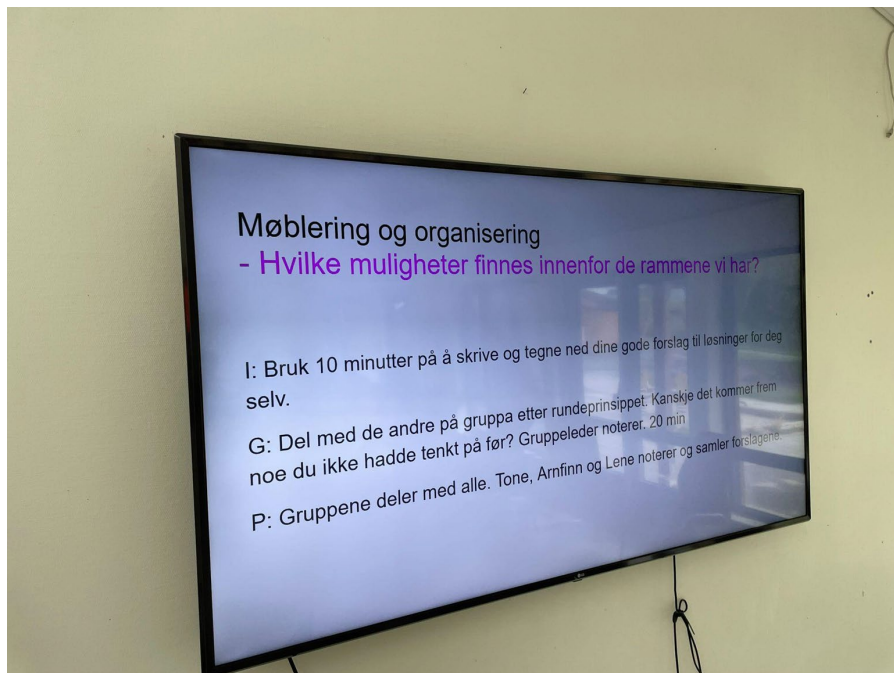 Møblering og organisering
- Hvilke muligheter finnes innenfor de rammene vi har?
I: Bruk 10 minutter på å skrive og tegne ned dine gode forslag til løsninger for deg
selv.
G: Del med de andre på gruppa etter rundeprinsippet. Kanskje det kommer frem
noe du ikke hadde tenkt på før? Gruppeleder noterer. 20 min
P: Gruppene deler med alle. Tone, Arnfinn og Lene noterer og samler forslagene.
LG